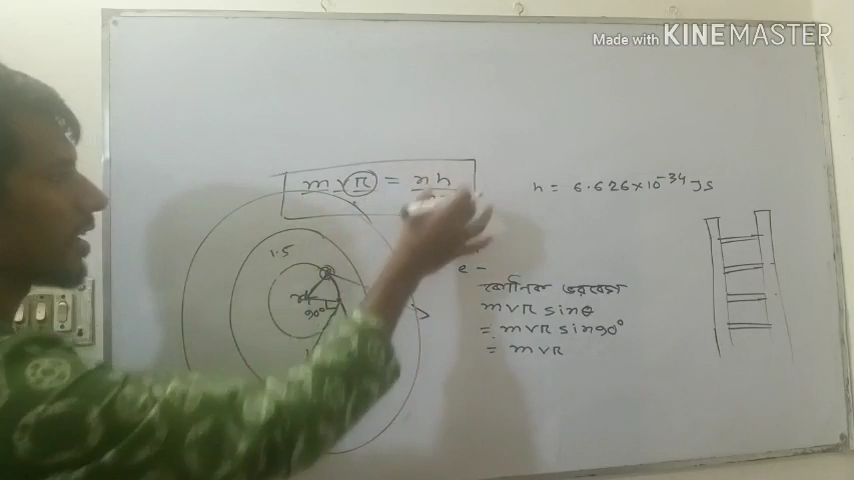 Made with KINEMASTER
mvR = nh
h = 6.626×10⁻³⁴ JS
1.5
90°
e -
কৌনিক ভরবেগ
mvR sinθ
= mvR sin90°
= mvR